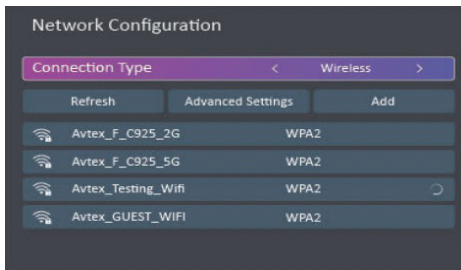 Network Configuration
Connection Type < Wireless >
Refresh Advanced Settings Add
Avtex_F_C925_2G WPA2
Avtex_F_C925_5G WPA2
Avtex_Testing_Wifi WPA2
Avtex_GUEST_WIFI WPA2